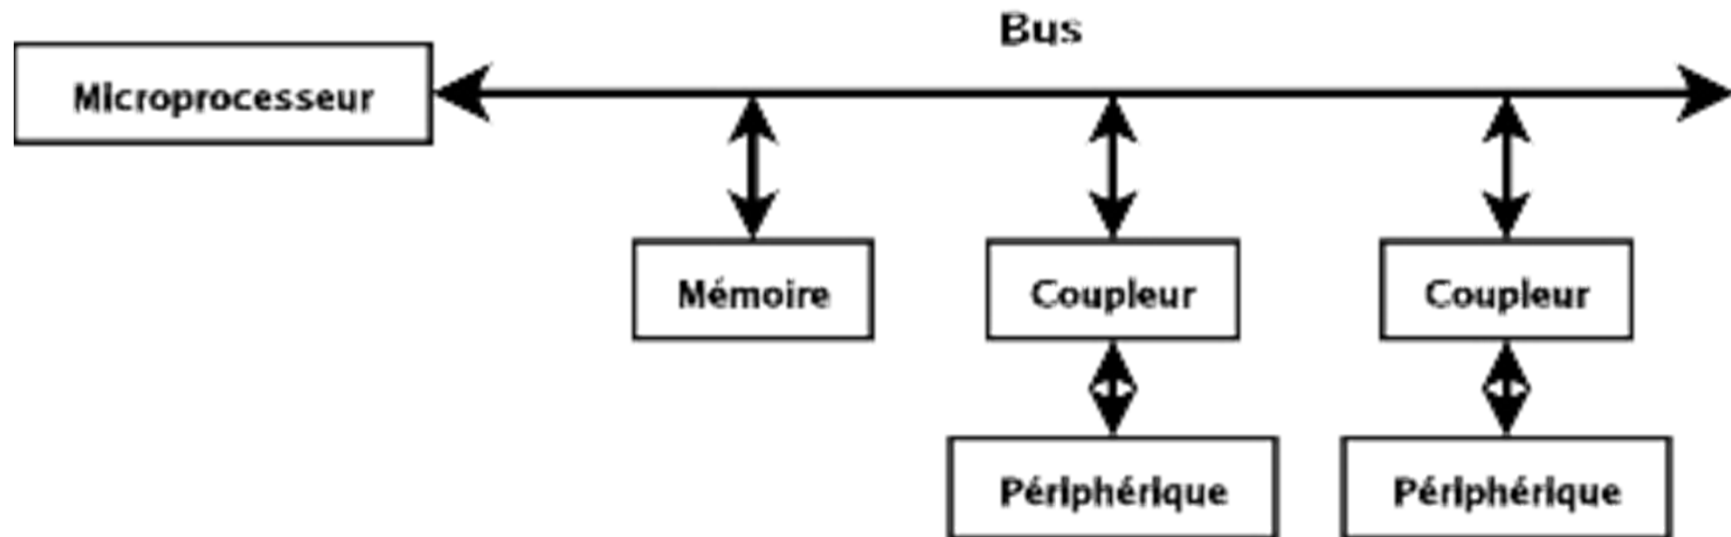 Bus
Microprocesseur
Mémoire
Coupleur
Coupleur
Périphérique
Périphérique